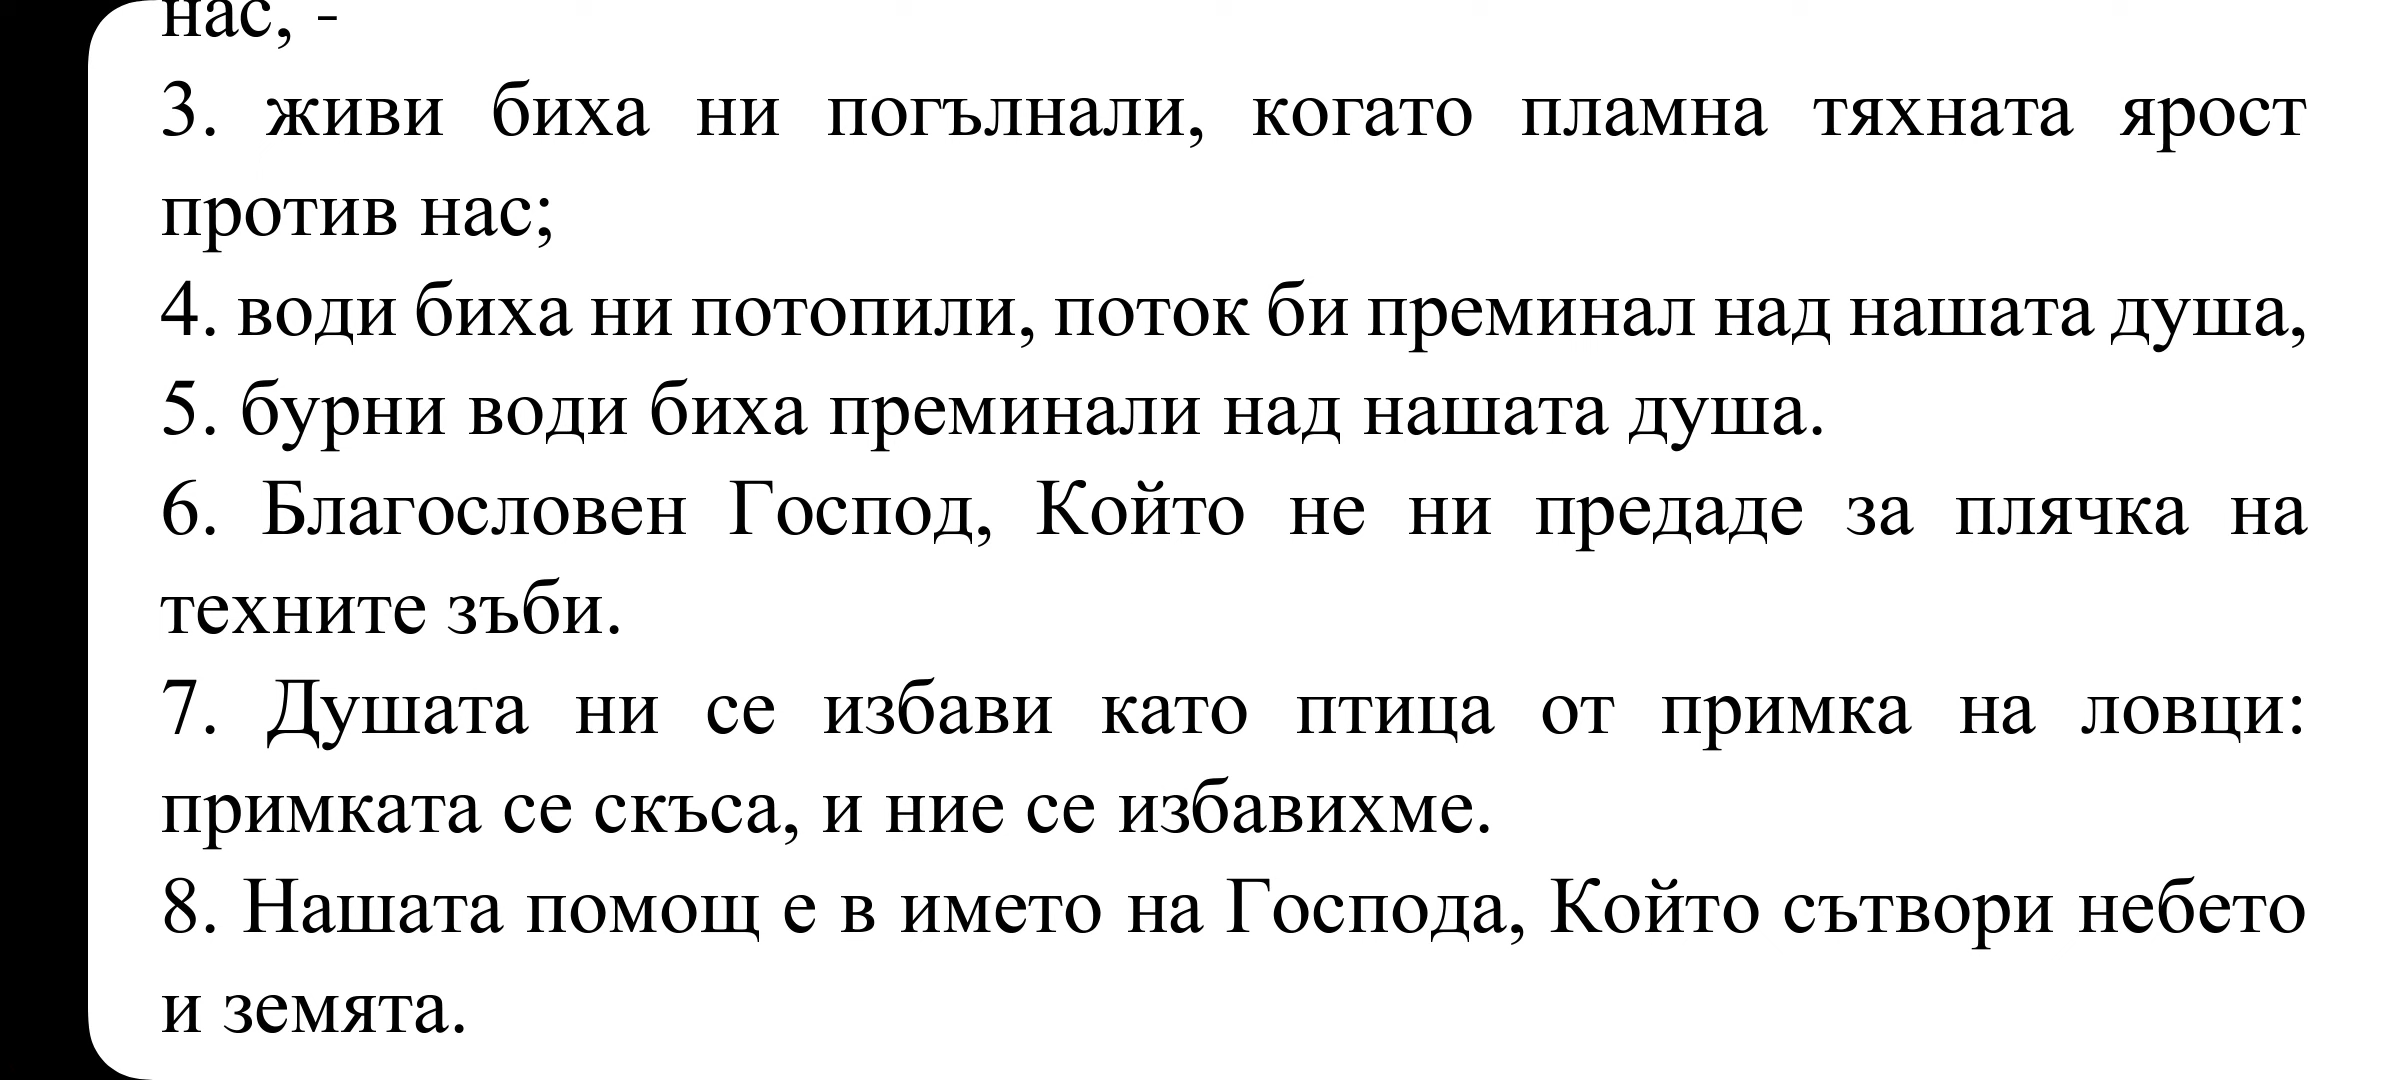 нас, -
3. живи биха ни погълнали, когато пламна тяхната ярост
против нас;
4. води биха ни потопили, поток би преминал над нашата душа,
5. бурни води биха преминали над нашата душа.
6. Благословен Господ, Който не ни предаде за плячка на
техните зъби.
7. Душата ни се избави като птица от примка на ловци:
примката се скъса, и ние се избавихме.
8. Нашата помощ е в името на Господа, Който сътвори небето
и земята.